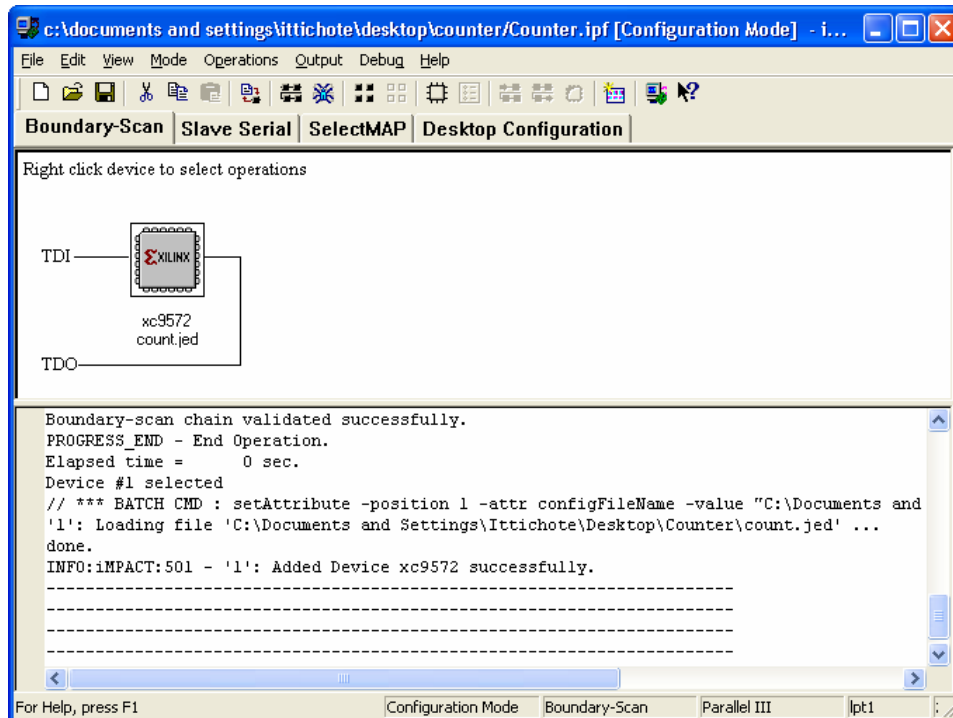 c:\documents and settings\ittichote\desktop\counter/Counter.ipf [Configuration Mode] - i...
File Edit View Mode Operations Output Debug Help
Boundary-Scan Slave Serial SelectMAP Desktop Configuration
Right click device to select operations
TDI
XILINX
xc9572
count.jed
TDO
Boundary-scan chain validated successfully.
PROGRESS_END - End Operation.
Elapsed time =      0 sec.
Device #1 selected
// *** BATCH CMD : setAttribute -position 1 -attr configFileName -value "C:\Documents and
'1': Loading file 'C:\Documents and Settings\Ittichote\Desktop\Counter\count.jed' ...
done.
INFO:iMPACT:501 - '1': Added Device xc9572 successfully.
----------------------------------------------------------------------
----------------------------------------------------------------------
----------------------------------------------------------------------
----------------------------------------------------------------------
For Help, press F1 Configuration Mode Boundary-Scan Parallel III lpt1